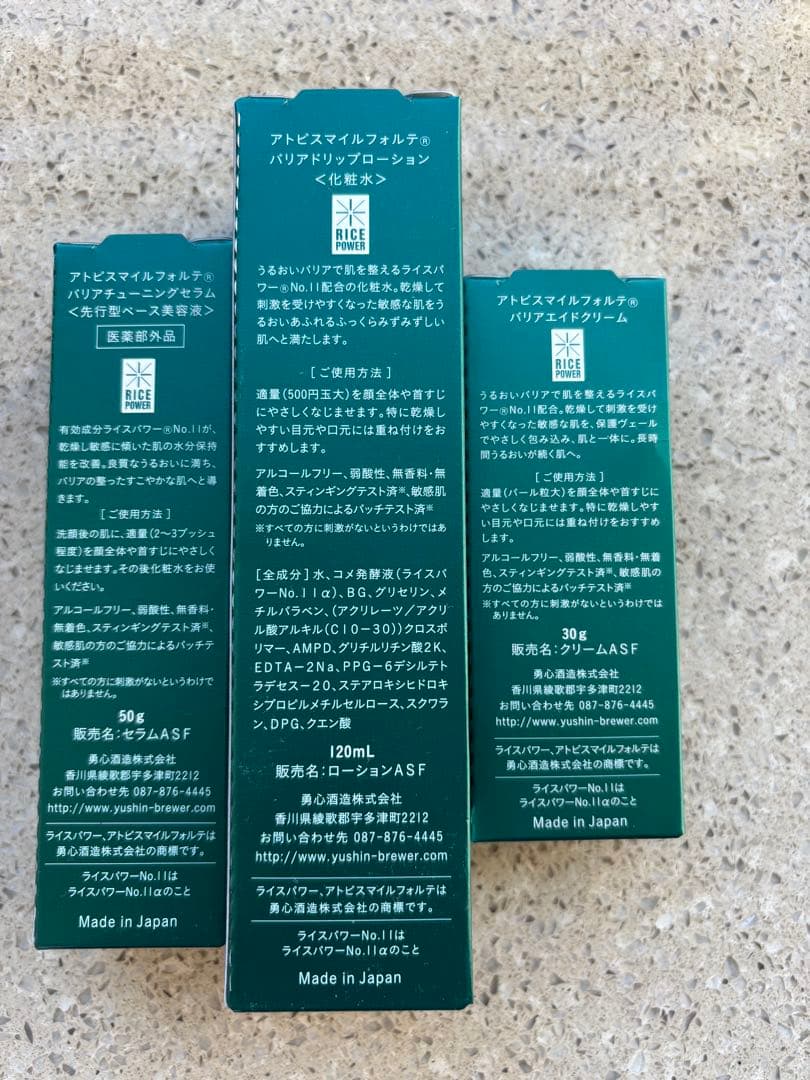 アトピスマイルフォルテ®
バリアチューニングセラム
<先行型ベース美容液>
医薬部外品
RICE
POWER
有効成分ライスパワー®No.11が、
乾燥し敏感に傾いた肌の水分保持
能を改善。良質なうるおいに満ち、
バリアの整ったすこやかな肌へと導
きます。
[ご使用方法]
洗顔後の肌に、適量(2〜3プッシュ
程度)を顔全体や首すじにやさしく
なじませます。その後化粧水をお使
いください。
アルコールフリー、弱酸性、無香料・
無着色、スティンギングテスト済※、
敏感肌の方のご協力によるパッチテ
スト済※
※すべての方に刺激がないというわけで
はありません。
50g
販売名:セラムASF
勇心酒造株式会社
香川県綾歌郡宇多津町2212
お問い合わせ先 087-876-4445
http://www.yushin-brewer.com
ライスパワー、アトピスマイルフォルテは
勇心酒造株式会社の商標です。
ライスパワーNo.11は
ライスパワーNo.11αのこと
Made in Japan
アトピスマイルフォルテ®
バリアドリップローション
<化粧水>
RICE
POWER
うるおいバリアで肌を整えるライスパ
ワー®No.11配合の化粧水。乾燥して
刺激を受けやすくなった敏感な肌をう
るおいあふれるふっくらみずみずしい
肌へと満たします。
[ご使用方法]
適量(500円玉大)を顔全体や首すじ
にやさしくなじませます。特に乾燥し
やすい目元や口元には重ね付けをお
すすめします。
アルコールフリー、弱酸性、無香料・無
着色、スティンギングテスト済※、敏感肌
の方のご協力によるパッチテスト済※
※すべての方に刺激がないというわけではあ
りません。
[全成分]水、コメ発酵液(ライスパ
ワーNo.11α)、BG、グリセリン、メ
チルパラベン、(アクリレーツ/アクリ
ル酸アルキル(C10-30))クロスポ
リマー、AMPD、グリチルリチン酸2K、
EDTA-2Na、PPG-6デシルテト
ラデセス-20、ステアロキシヒドロキ
シプロピルメチルセルロース、スクワラ
ン、DPG、クエン酸
120mL
販売名:ローションASF
勇心酒造株式会社
香川県綾歌郡宇多津町2212
お問い合わせ先 087-876-4445
http://www.yushin-brewer.com
ライスパワー、アトピスマイルフォルテは
勇心酒造株式会社の商標です。
ライスパワーNo.11は
ライスパワーNo.11αのこと
Made in Japan
アトピスマイルフォルテ®
バリアエイドクリーム
RICE
POWER
うるおいバリアで肌を整えるライスパ
ワー®No.11配合。乾燥して刺激を受け
やすくなった敏感な肌を、保護ヴェール
でやさしく包み込み、肌と一体に。長時
間うるおいが続く肌へ。
[ご使用方法]
適量(パール粒大)を顔全体や首すじに
やさしくなじませます。特に乾燥しやす
い目元や口元には重ね付けをおすすめ
します。
アルコールフリー、弱酸性、無香料・無着
色、スティンギングテスト済※、敏感肌の
方のご協力によるパッチテスト済※
※すべての方に刺激がないというわけでは
ありません。
30g
販売名:クリームASF
勇心酒造株式会社
香川県綾歌郡宇多津町2212
お問い合わせ先 087-876-4445
http://www.yushin-brewer.com
ライスパワー、アトピスマイルフォルテは
勇心酒造株式会社の商標です。
ライスパワーNo.11は
ライスパワーNo.11αのこと
Made in Japan